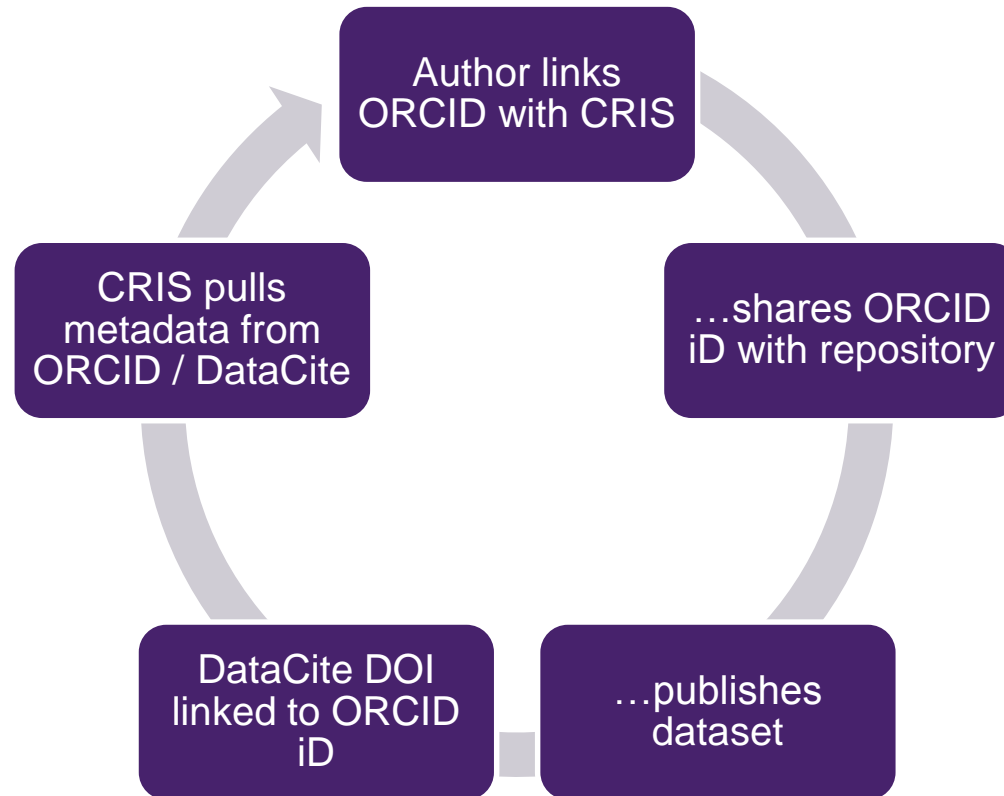 Author links
ORCID with CRIS
…shares ORCID
iD with repository
…publishes
dataset
DataCite DOI
linked to ORCID
iD
CRIS pulls
metadata from
ORCID / DataCite